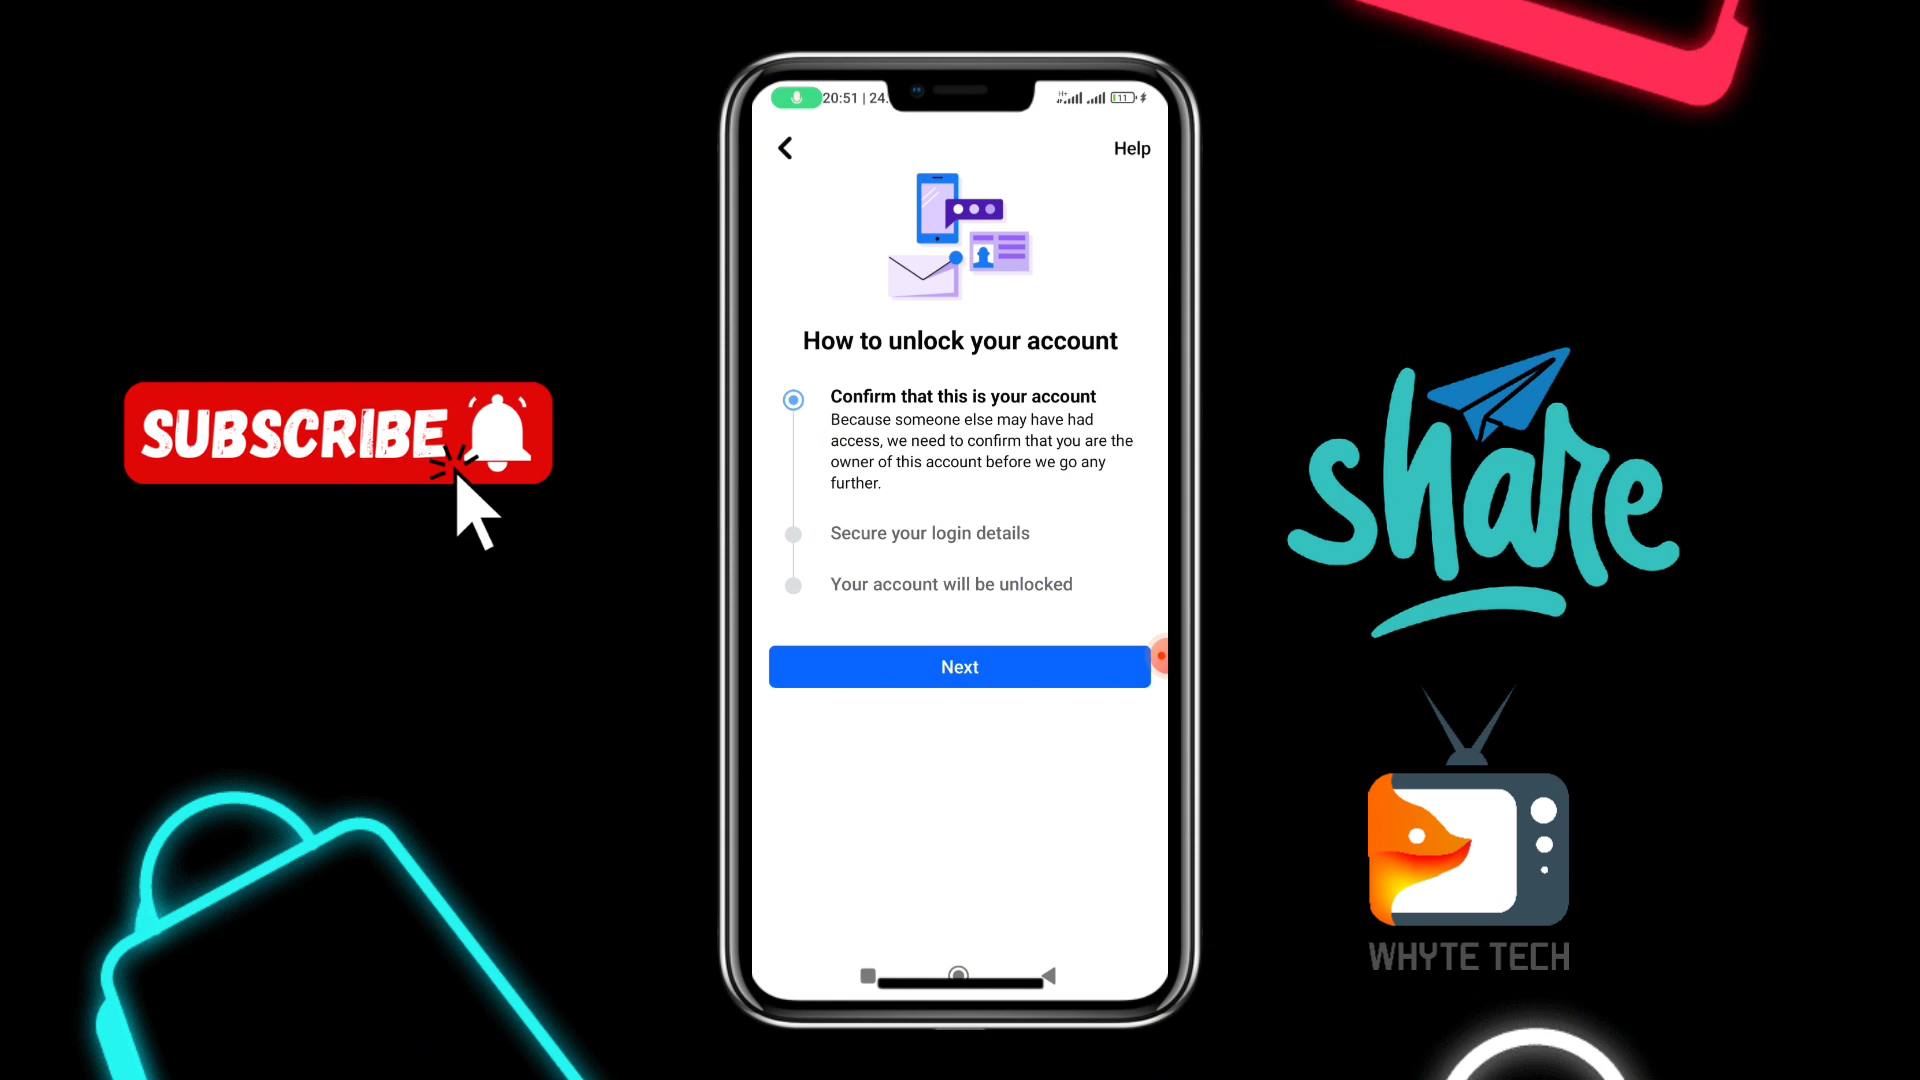 20:51 | 24.
H+
11
Help
How to unlock your account
Confirm that this is your account
Because someone else may have had
access, we need to confirm that you are the
owner of this account before we go any
further.
Secure your login details
Your account will be unlocked
Next
SUBSCRIBE
share
WHYTE TECH